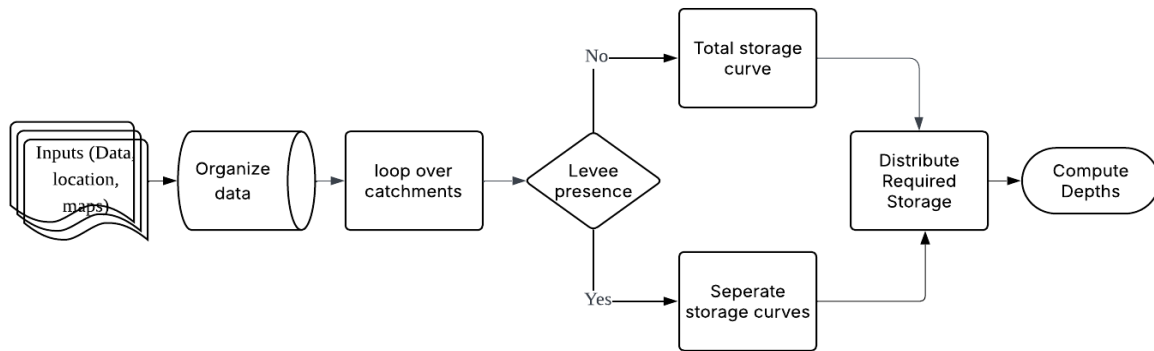 Inputs (Data,
location,
maps)
Organize
data
loop over
catchments
Levee
presence
No
Total storage
curve
Yes
Seperate
storage curves
Distribute
Required
Storage
Compute
Depths